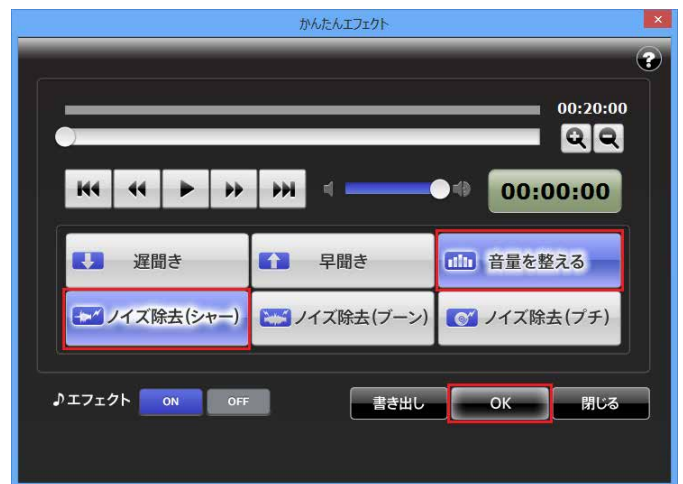 かんたんエフェクト
?
00:20:00
00:00:00
遅聞き 早聞き 音量を整える
ノイズ除去(シャー) ノイズ除去(ブーン) ノイズ除去(プチ)
♪エフェクト ON OFF 書き出し OK 閉じる